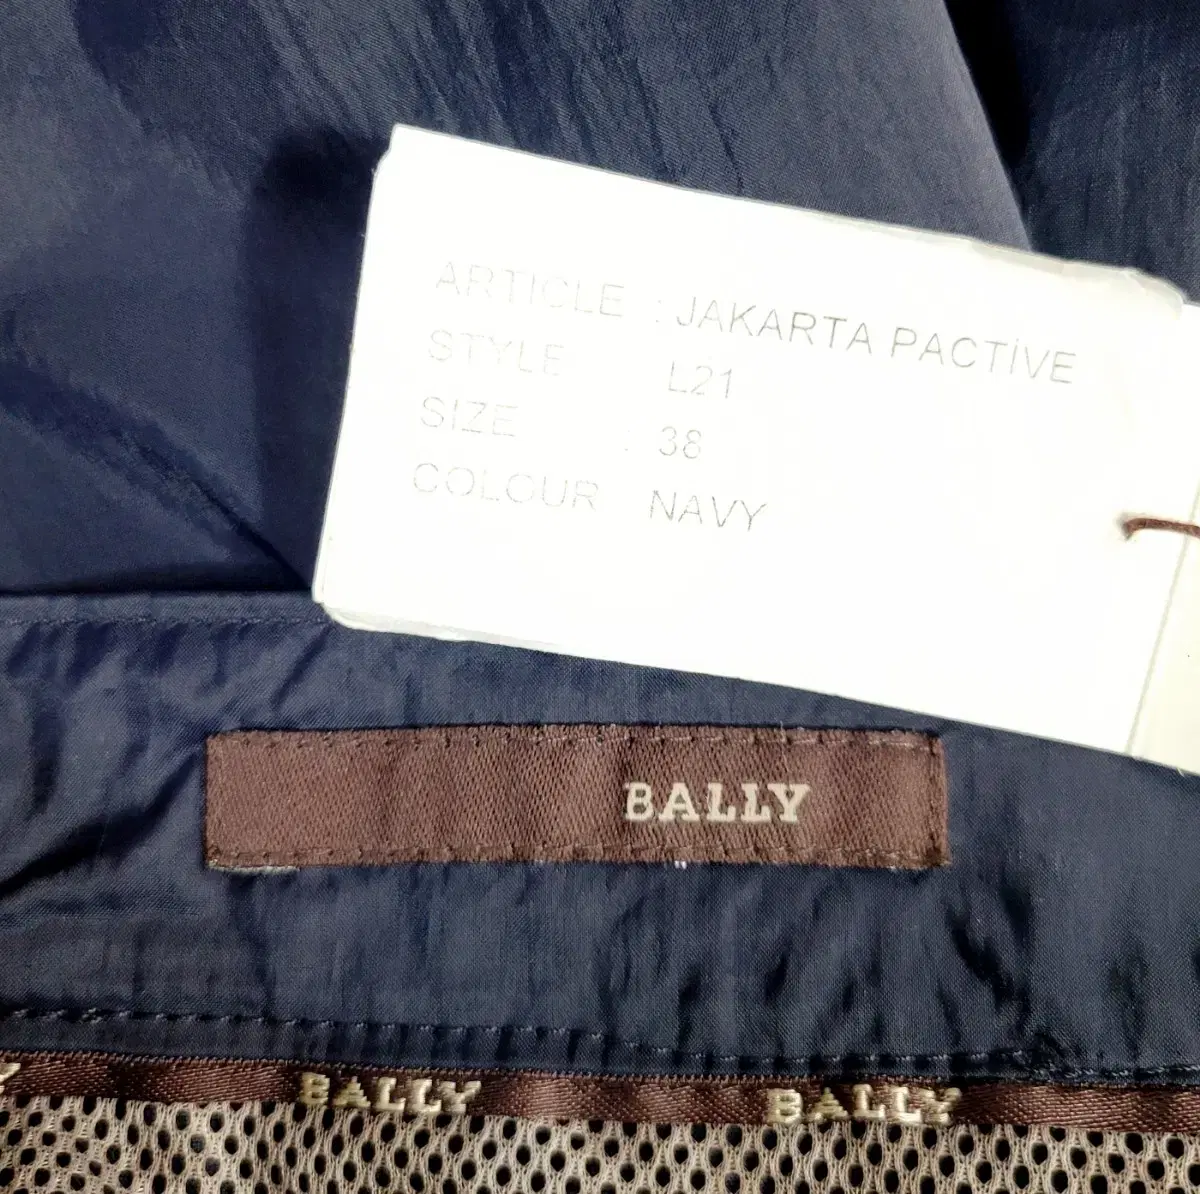 ARTICLE : JAKARTA PACTİVE
STYLE L21
SIZE : 38
COLOUR NAVY
BALLY
BALLY BALLY